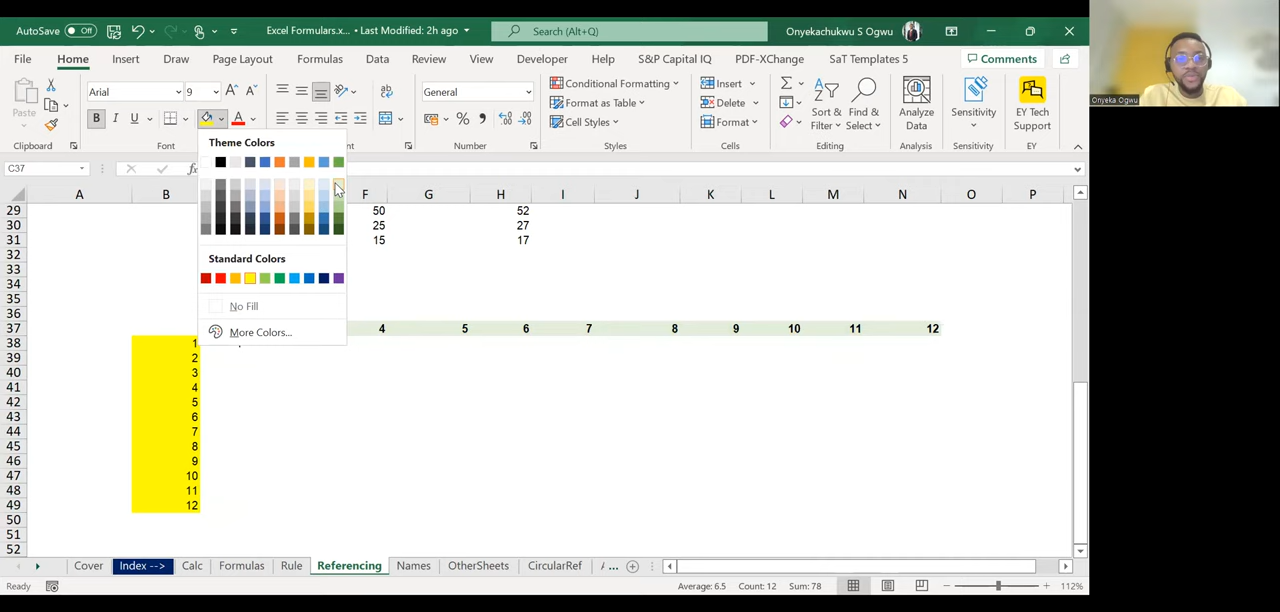 AutoSave Off Excel Formulars.x... • Last Modified: 2h ago Search (Alt+Q) Onyekachukwu S Ogwu
File Home Insert Draw Page Layout Formulas Data Review View Developer Help S&P Capital IQ PDF-XChange SaT Templates 5 Comments
Paste Arial 9 General Conditional Formatting Format as Table Cell Styles Insert Delete Format Sort & Filter Find & Select Analyze Data Sensitivity EY Tech Support
Clipboard Font Alignment Number Styles Cells Editing Analysis Sensitivity EY
Onyeka Ogwu
C37 fx
Theme Colors
Standard Colors
No Fill
More Colors...
A B F G H I J K L M N O P
29 50 52
30 25 27
31 15 17
32
33
34
35
36
37 4 5 6 7 8 9 10 11 12
38 1
39 2
40 3
41 4
42 5
43 6
44 7
45 8
46 9
47 10
48 11
49 12
50
51
52
Cover Index --> Calc Formulas Rule Referencing Names OtherSheets CircularRef ...
Ready Average: 6.5 Count: 12 Sum: 78 112%